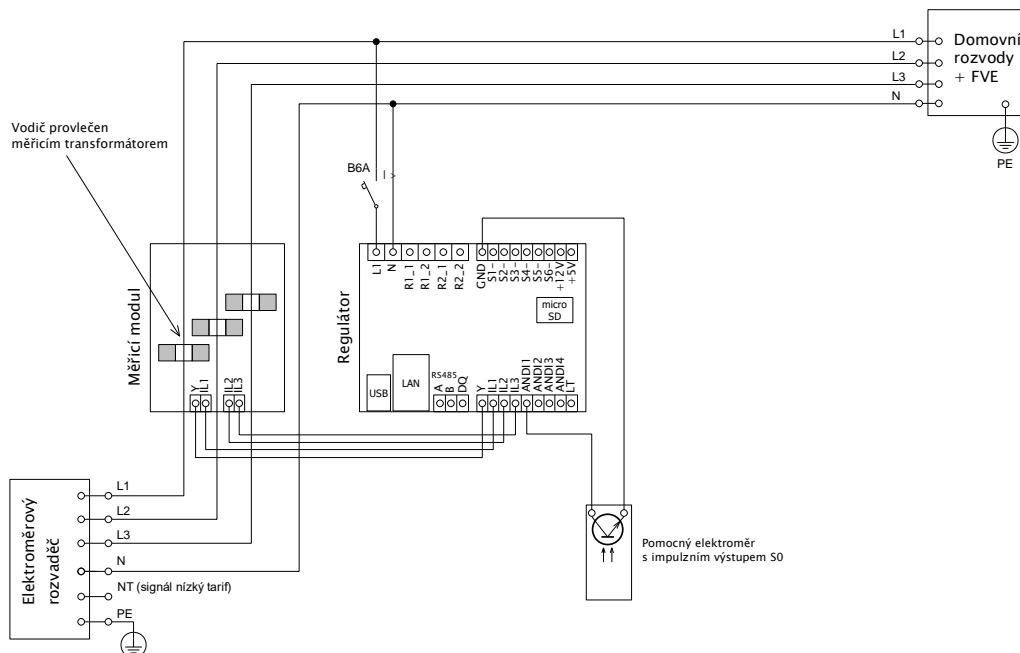 L1
L2
L3
N
Domovní
rozvody
+ FVE
PE
Vodič provlečen
měřicím transformátorem
B6A
I >
Měřicí modul
Y
IL1
IL2
IL3
Regulátor
L1
N
R1_1
R1_2
R2_1
R2_2
GND
S1-
S2-
S3-
S4-
S5-
S6-
+12V
+5V
micro
SD
USB
LAN
RS485
A
B
DQ
Y
IL1
IL2
IL3
ANDI1
ANDI2
ANDI3
ANDI4
LT
Elektroměrový
rozvaděč
L1
L2
L3
N
NT (signál nízký tarif)
PE
Pomocný elektroměr
s impulzním výstupem S0